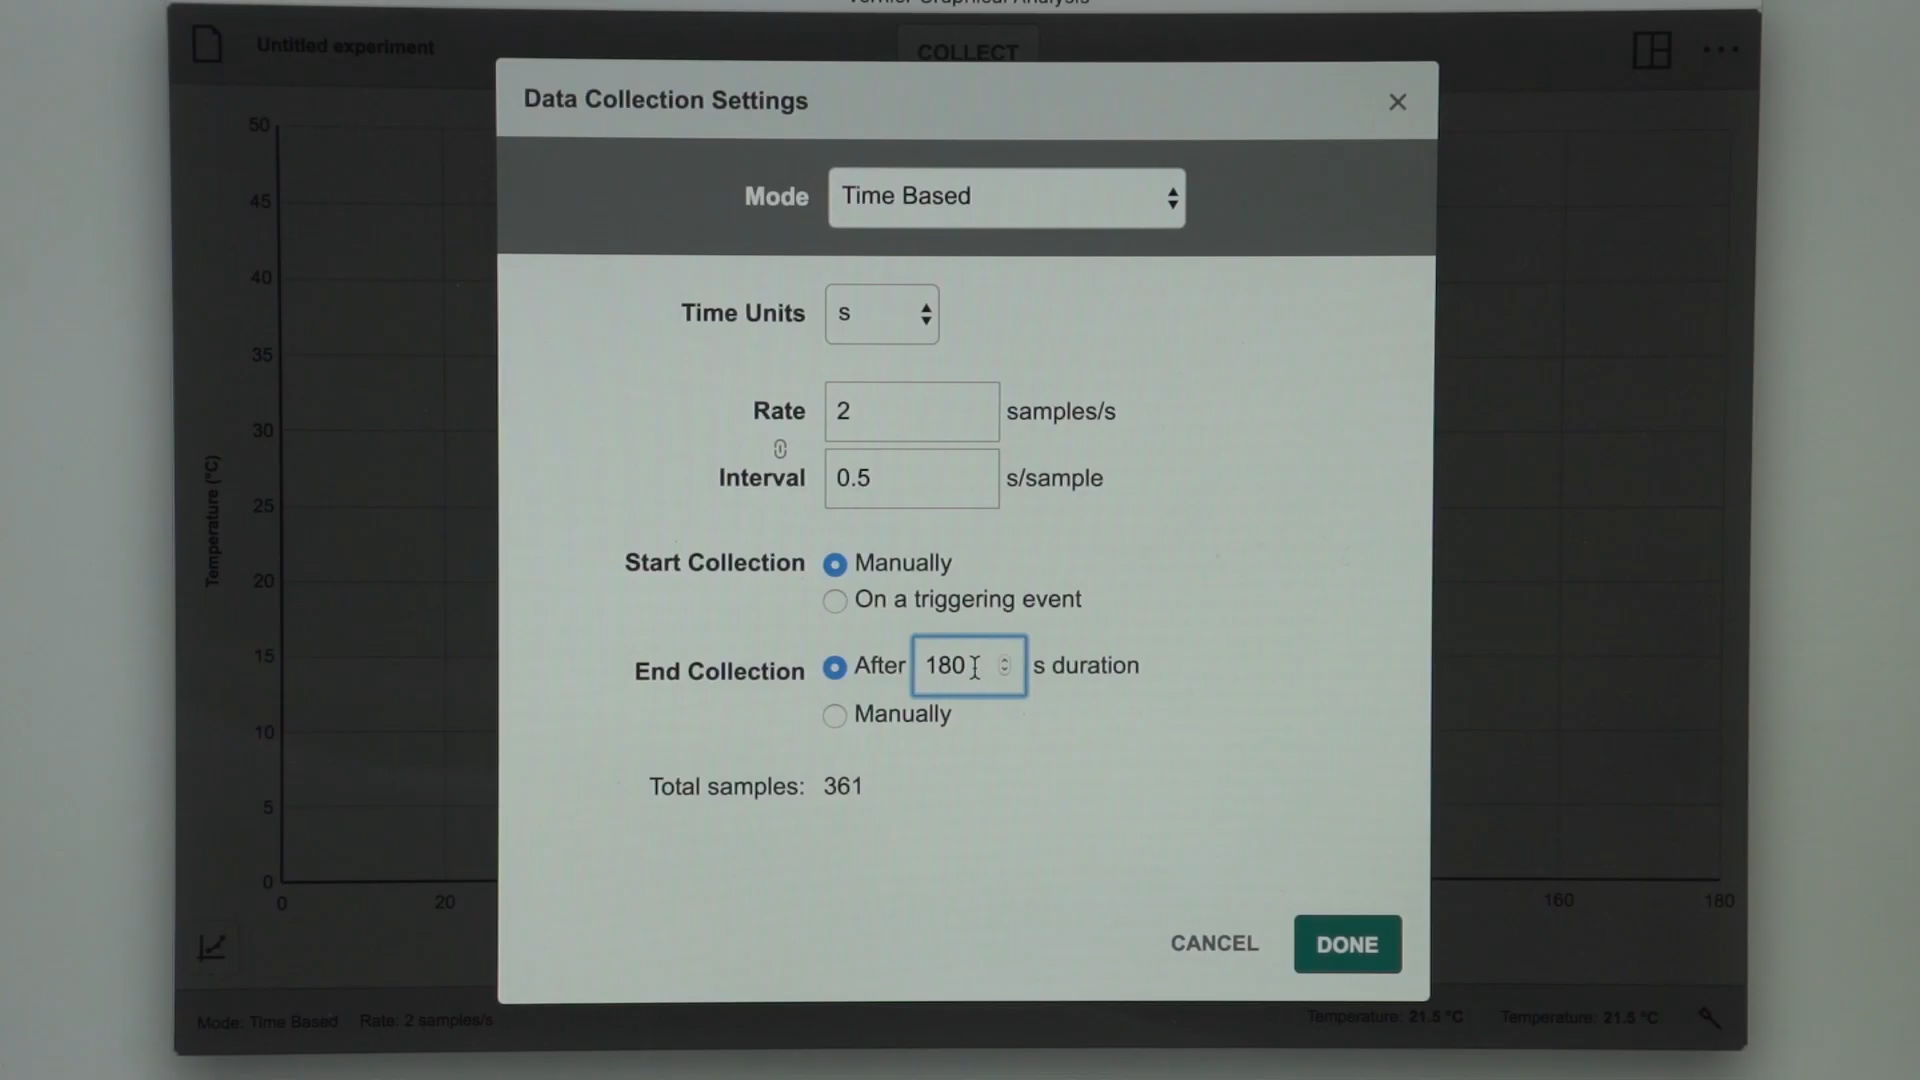 Vernier Graphical Analysis
Untitled experiment
COLLECT
Data Collection Settings
Mode Time Based
Time Units s
Rate 2 samples/s
Interval 0.5 s/sample
Start Collection Manually
On a triggering event
End Collection After 180 s duration
Manually
Total samples: 361
CANCEL DONE
50
45
40
35
30
25
20
15
10
5
0
Temperature (°C)
0 20 160 180
Mode: Time Based Rate: 2 samples/s Temperature: 21.5 °C Temperature: 21.5 °C